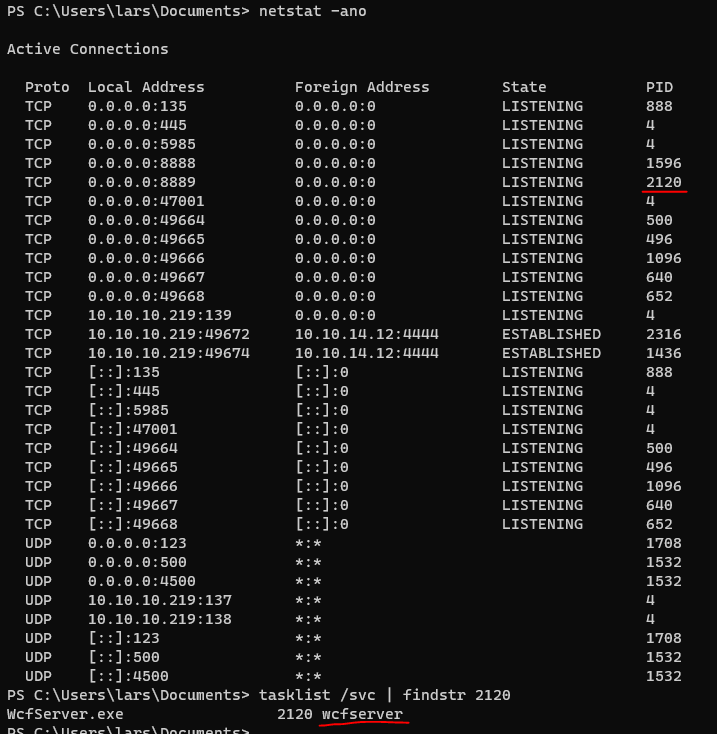 PS C:\Users\lars\Documents> netstat -ano
Active Connections
Proto Local Address Foreign Address State PID
TCP 0.0.0.0:135 0.0.0.0:0 LISTENING 888
TCP 0.0.0.0:445 0.0.0.0:0 LISTENING 4
TCP 0.0.0.0:5985 0.0.0.0:0 LISTENING 4
TCP 0.0.0.0:8888 0.0.0.0:0 LISTENING 1596
TCP 0.0.0.0:8889 0.0.0.0:0 LISTENING 2120
TCP 0.0.0.0:47001 0.0.0.0:0 LISTENING 4
TCP 0.0.0.0:49664 0.0.0.0:0 LISTENING 500
TCP 0.0.0.0:49665 0.0.0.0:0 LISTENING 496
TCP 0.0.0.0:49666 0.0.0.0:0 LISTENING 1096
TCP 0.0.0.0:49667 0.0.0.0:0 LISTENING 640
TCP 0.0.0.0:49668 0.0.0.0:0 LISTENING 652
TCP 10.10.10.219:139 0.0.0.0:0 LISTENING 4
TCP 10.10.10.219:49672 10.10.14.12:4444 ESTABLISHED 2316
TCP 10.10.10.219:49674 10.10.14.12:4444 ESTABLISHED 1436
TCP [::]:135 [::]:0 LISTENING 888
TCP [::]:445 [::]:0 LISTENING 4
TCP [::]:5985 [::]:0 LISTENING 4
TCP [::]:47001 [::]:0 LISTENING 4
TCP [::]:49664 [::]:0 LISTENING 500
TCP [::]:49665 [::]:0 LISTENING 496
TCP [::]:49666 [::]:0 LISTENING 1096
TCP [::]:49667 [::]:0 LISTENING 640
TCP [::]:49668 [::]:0 LISTENING 652
UDP 0.0.0.0:123 *:* 1708
UDP 0.0.0.0:500 *:* 1532
UDP 0.0.0.0:4500 *:* 1532
UDP 10.10.10.219:137 *:* 4
UDP 10.10.10.219:138 *:* 4
UDP [::]:123 *:* 1708
UDP [::]:500 *:* 1532
UDP [::]:4500 *:* 1532
PS C:\Users\lars\Documents> tasklist /svc | findstr 2120
WcfServer.exe 2120 wcfserver
PS C:\Users\lars\Documents>